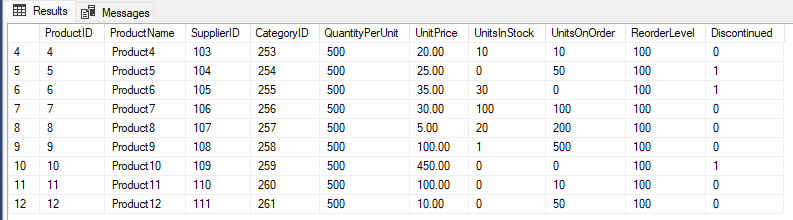 Results Messages
ProductID ProductName SupplierID CategoryID QuantityPerUnit UnitPrice UnitsInStock UnitsOnOrder ReorderLevel Discontinued
4 4 Product4 103 253 500 20.00 10 10 100 0
5 5 Product5 104 254 500 25.00 0 50 100 1
6 6 Product6 105 255 500 35.00 30 0 100 1
7 7 Product7 106 256 500 30.00 100 100 100 0
8 8 Product8 107 257 500 5.00 20 200 100 0
9 9 Product9 108 258 500 100.00 1 500 100 0
10 10 Product10 109 259 500 450.00 0 0 100 1
11 11 Product11 110 260 500 100.00 0 10 100 0
12 12 Product12 111 261 500 10.00 0 50 100 0